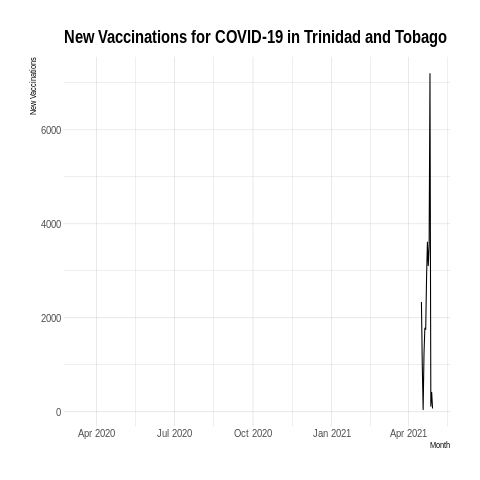 New Vaccinations for COVID-19 in Trinidad and Tobago
New Vaccinations
6000
4000
2000
0
Apr 2020 Jul 2020 Oct 2020 Jan 2021 Apr 2021
Month